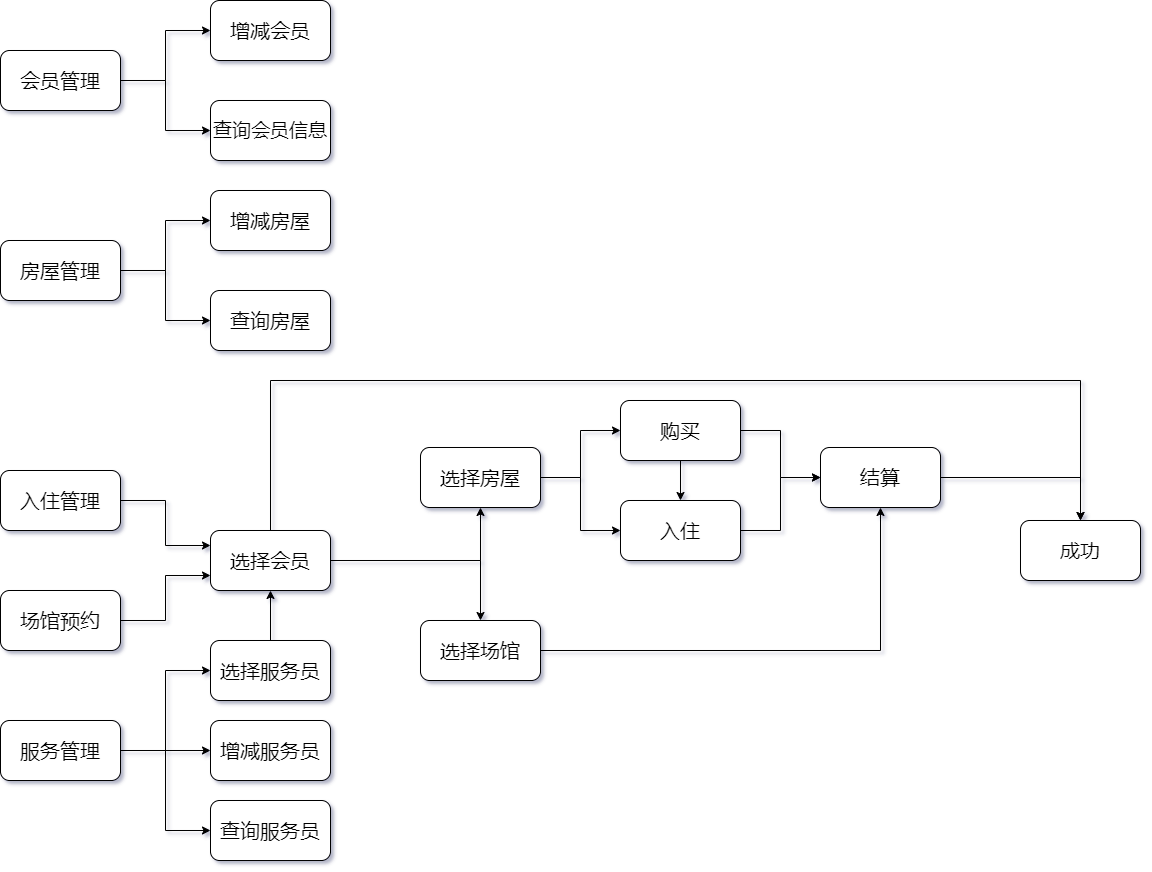 增减会员
会员管理
查询会员信息
增减房屋
房屋管理
查询房屋
购买
选择房屋
结算
入住管理
入住
成功
选择会员
场馆预约
选择场馆
选择服务员
服务管理
增减服务员
查询服务员